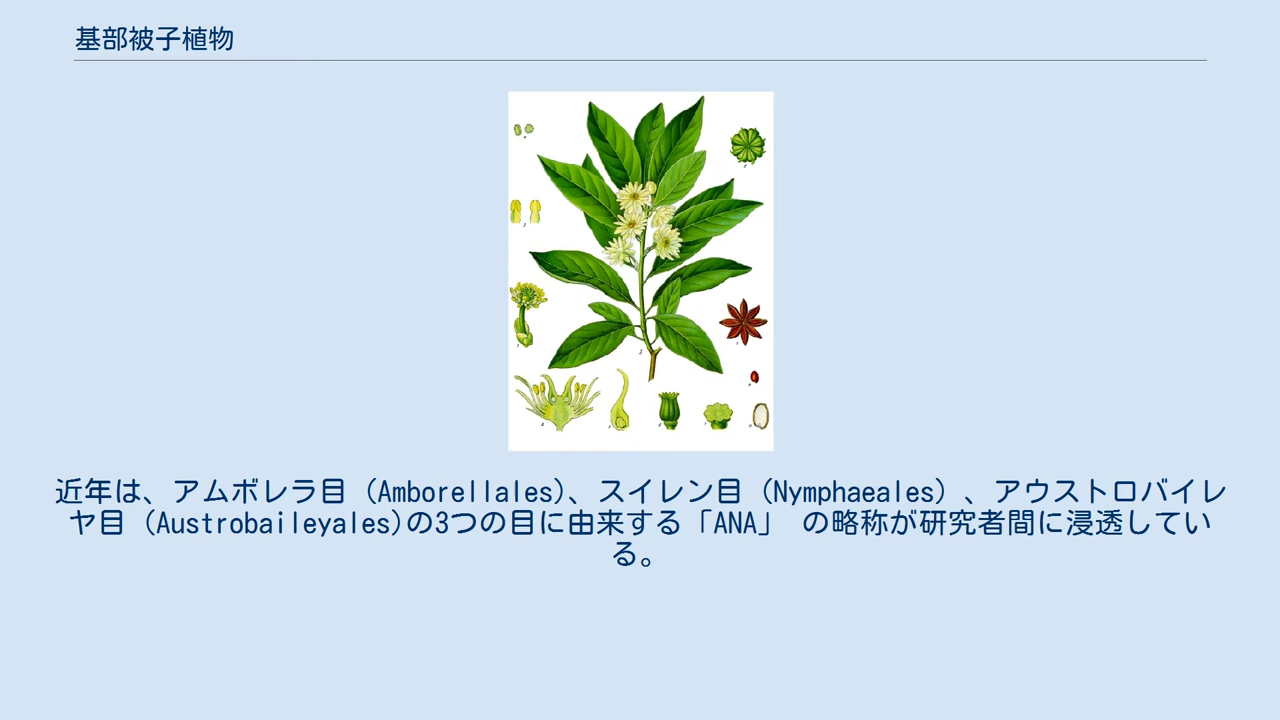 基部被子植物
近年は、アムボレラ目 (Amborellales)、スイレン目 (Nymphaeales) 、アウストロバイレ
ヤ目 (Austrobaileyales)の3つの目に由来する「ANA」 の略称が研究者間に浸透してい
る。